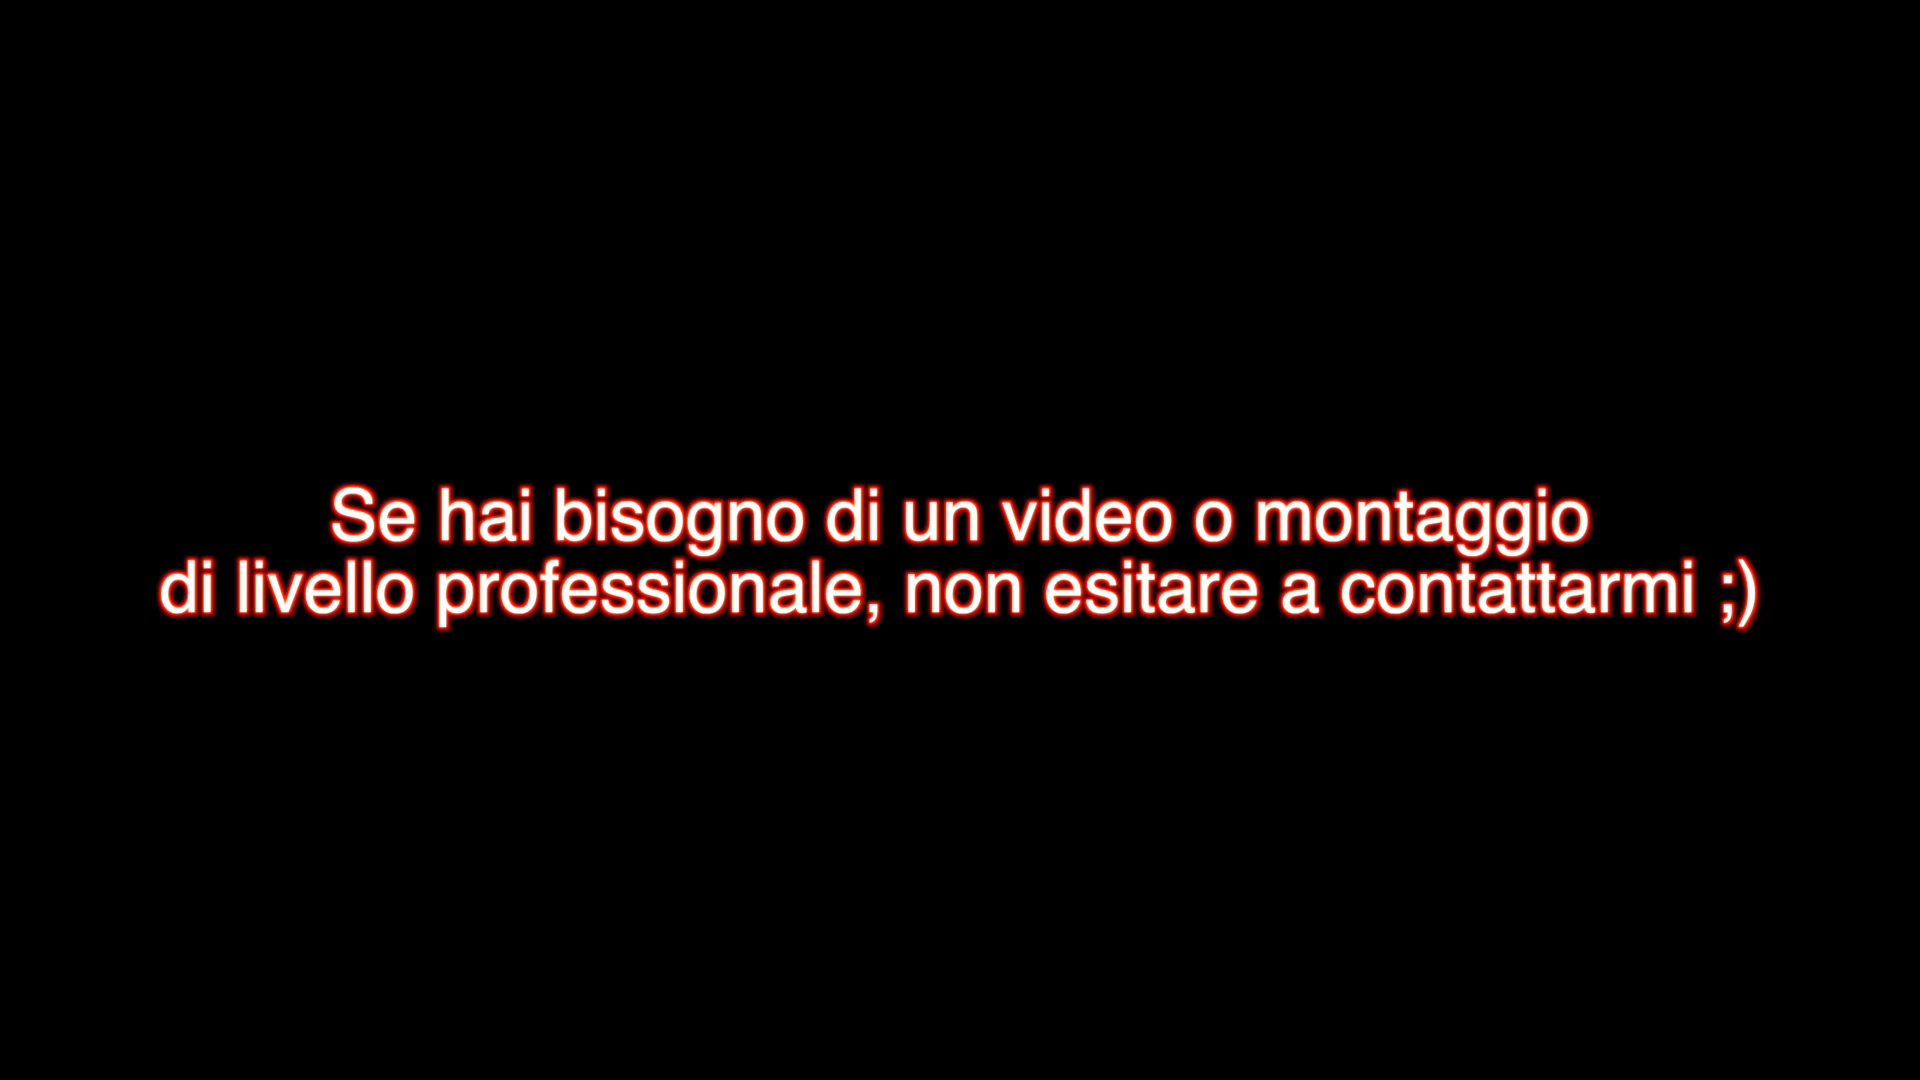 Se hai bisogno di un video o montaggio
di livello professionale, non esitare a contattarmi ;)